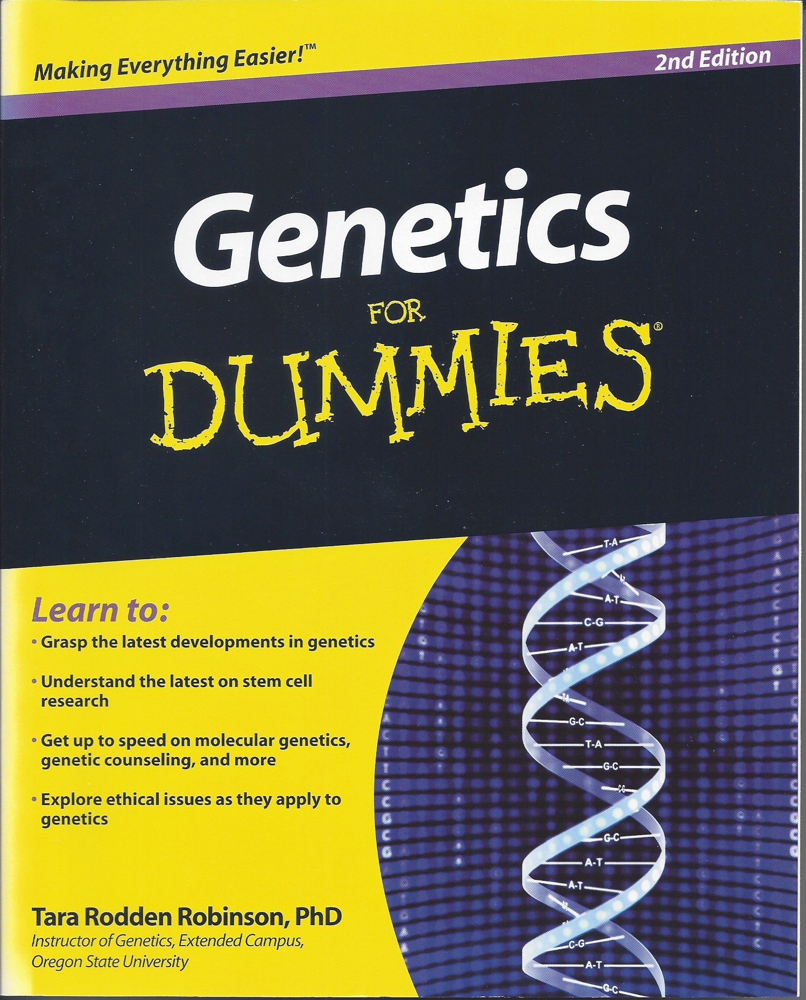 Making Everything Easier!™
2nd Edition
Genetics
FOR
DUMMIES®
Learn to:
• Grasp the latest developments in genetics
• Understand the latest on stem cell
research
• Get up to speed on molecular genetics,
genetic counseling, and more
• Explore ethical issues as they apply to
genetics
Tara Rodden Robinson, PhD
Instructor of Genetics, Extended Campus,
Oregon State University
T-A
A-T
C-G
A-T
T-A
G-C
T-A
G-C
C-G
G-C
A-T
A-T
C-G
A-T
G-C